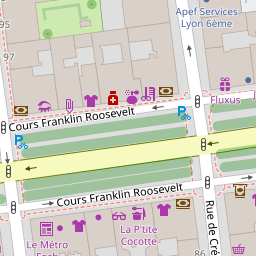 95
Apef Services
Lyon 6ème
97
Fluxus
Cours Franklin Roosevelt
Cours Franklin Roosevelt
Rue de Cré
Le Métro
La P'tite
Cocotte
86